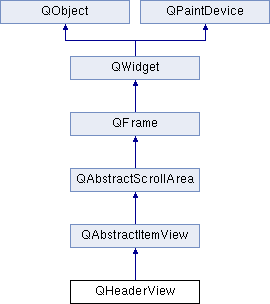 QObject
QPaintDevice
QWidget
QFrame
QAbstractScrollArea
QAbstractItemView
QHeaderView